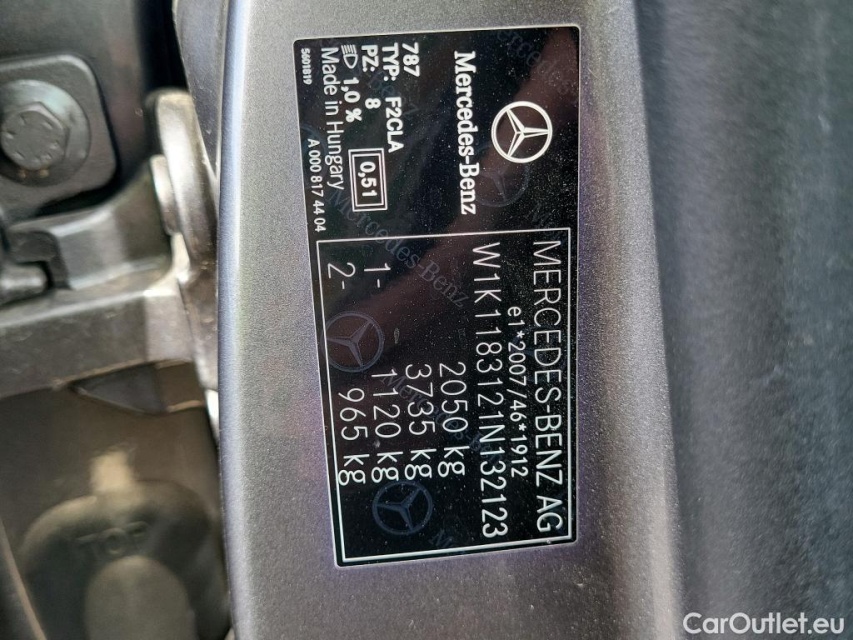 Mercedes-Benz
787
TYP: F2CLA
PZ: 8
1,0 %
0,51
Made in Hungary
5601819
A 000 817 44 04
MERCEDES-BENZ AG
e1*2007/46*1912
W1K1183121N132123
2050 kg
3735 kg
1- 1120 kg
2- 965 kg
TOP
CarOutlet.eu